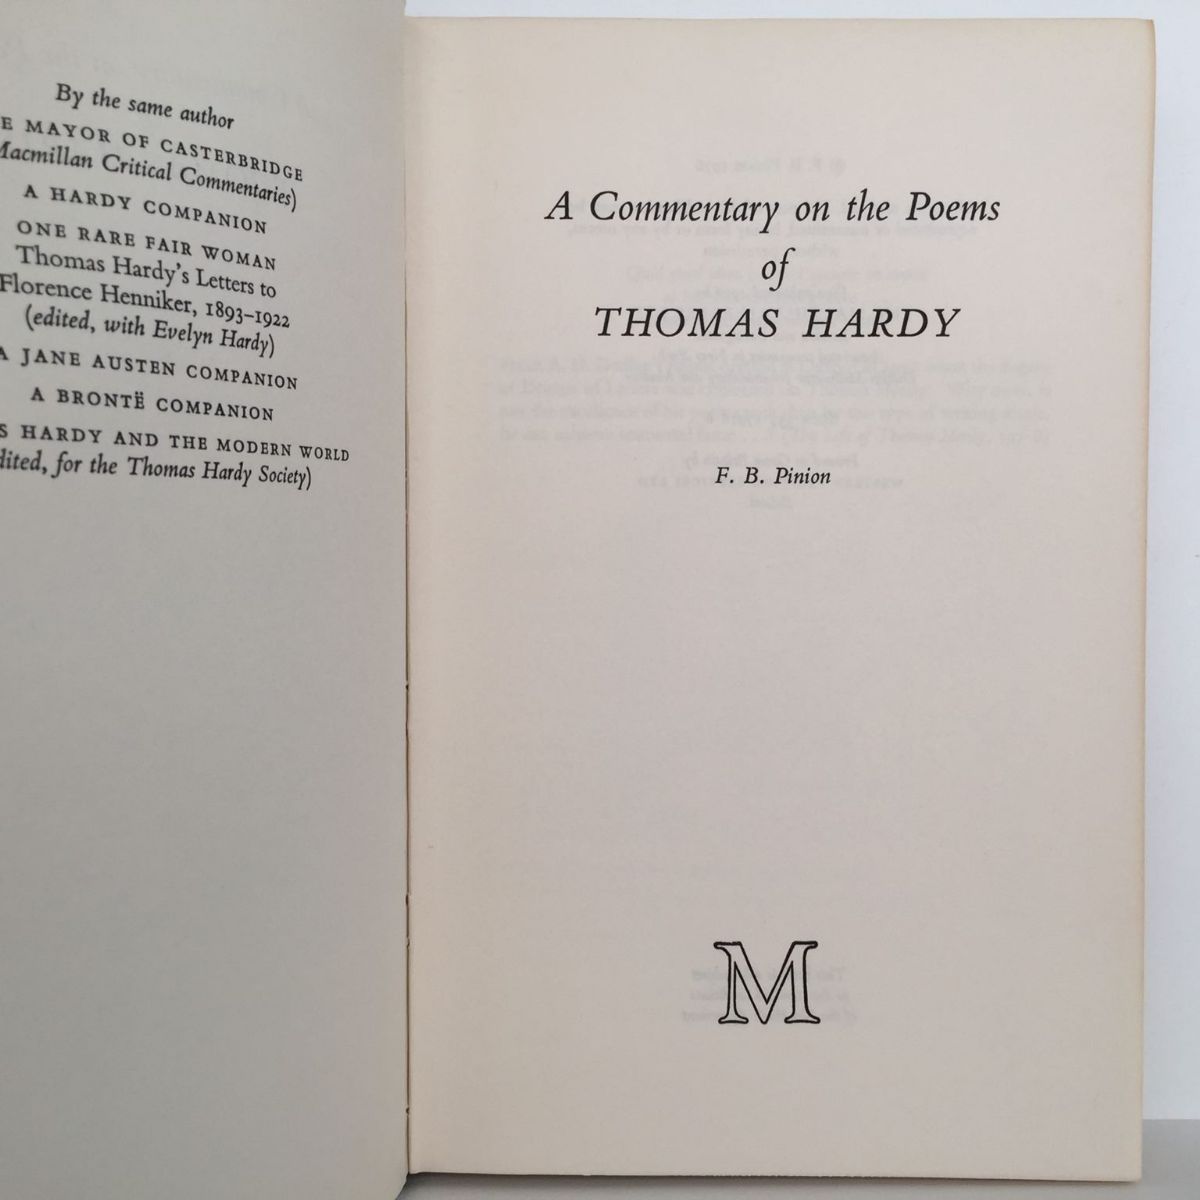 By the same author
E MAYOR OF CASTERBRIDGE
Macmillan Critical Commentaries)
A HARDY COMPANION
ONE RARE FAIR WOMAN
Thomas Hardy's Letters to
Florence Henniker, 1893–1922
(edited, with Evelyn Hardy)
A JANE AUSTEN COMPANION
A BRONTË COMPANION
S HARDY AND THE MODERN WORLD
dited, for the Thomas Hardy Society)
A Commentary on the Poems
of
THOMAS HARDY
F. B. Pinion
M